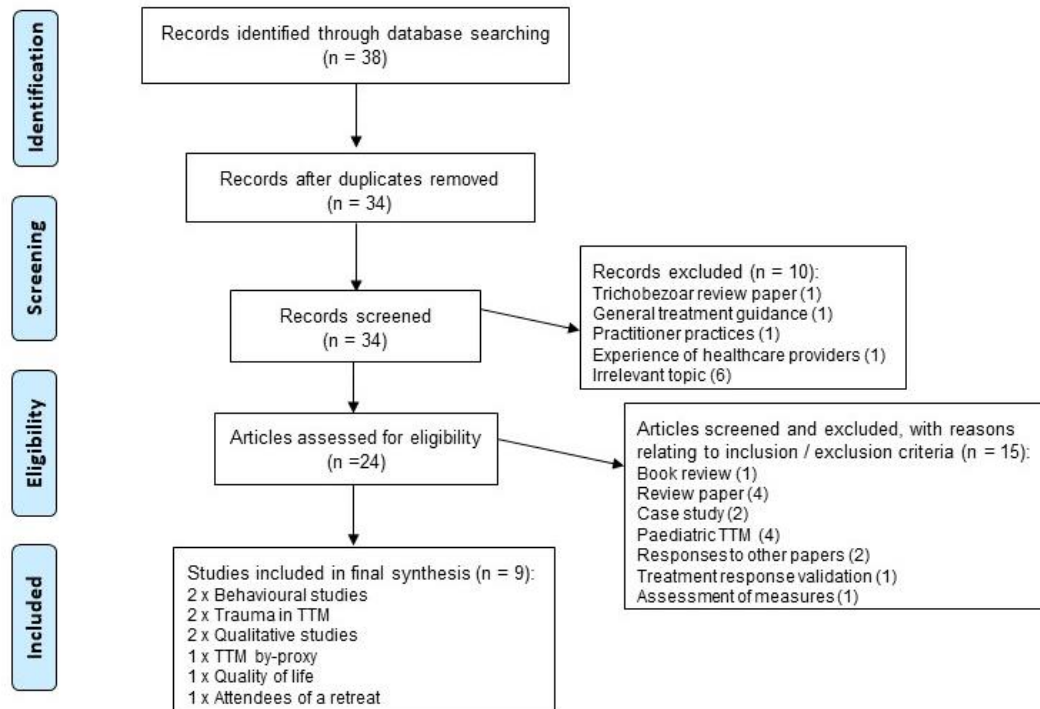 Identification
Records identified through database searching
(n = 38)
Records after duplicates removed
(n = 34)
Screening
Records screened
(n = 34)
Records excluded (n = 10):
Trichobezoar review paper (1)
General treatment guidance (1)
Practitioner practices (1)
Experience of healthcare providers (1)
Irrelevant topic (6)
Eligibility
Articles assessed for eligibility
(n =24)
Articles screened and excluded, with reasons
relating to inclusion / exclusion criteria (n = 15):
Book review (1)
Review paper (4)
Case study (2)
Paediatric TTM (4)
Responses to other papers (2)
Treatment response validation (1)
Assessment of measures (1)
Included
Studies included in final synthesis (n = 9):
2 x Behavioural studies
2 x Trauma in TTM
2 x Qualitative studies
1 x TTM by-proxy
1 x Quality of life
1 x Attendees of a retreat